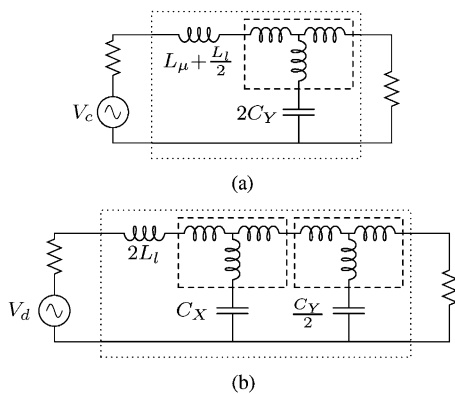 L_μ + L_l/2
V_c
2C_Y
(a)
2L_l
V_d
C_X
C_Y/2
(b)